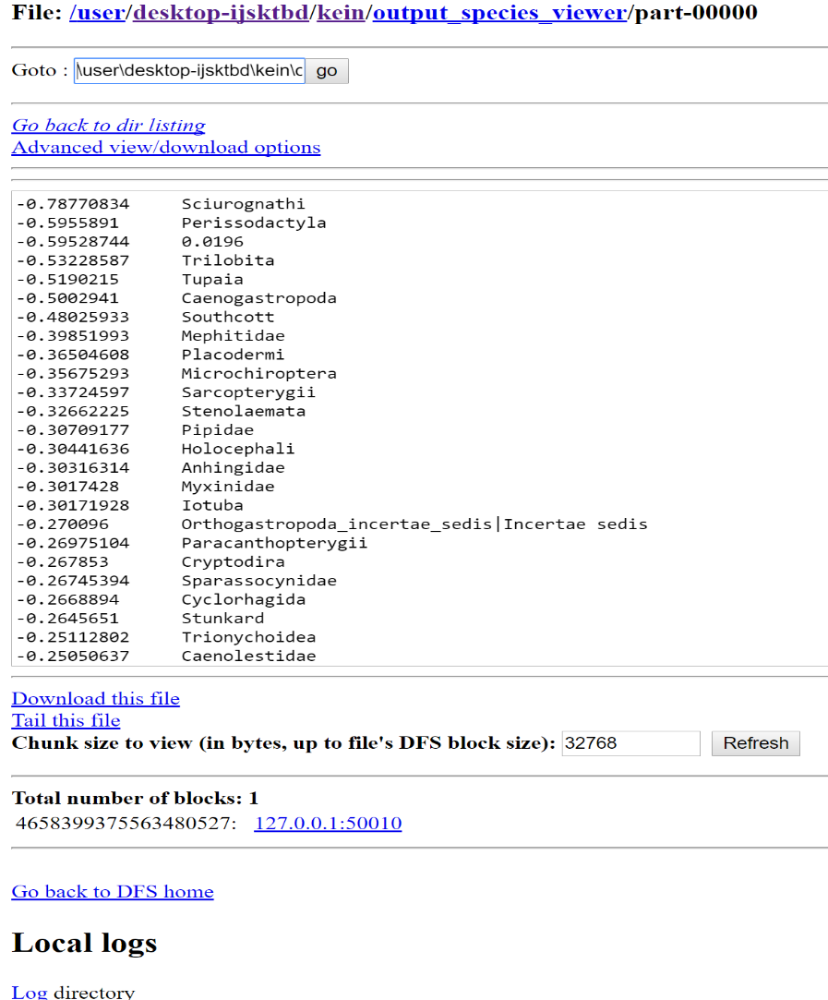 File: /user/desktop-ijsktbd/kein/output_species_viewer/part-00000
Goto : \user\desktop-ijsktbd\kein\c go
Go back to dir listing
Advanced view/download options
-0.78770834 Sciurognathi
-0.5955891 Perissodactyla
-0.59528744 0.0196
-0.53228587 Trilobita
-0.5190215 Tupaia
-0.5002941 Caenogastropoda
-0.48025933 Southcott
-0.39851993 Mephitidae
-0.36504608 Placodermi
-0.35675293 Microchiroptera
-0.33724597 Sarcopterygii
-0.32662225 Stenolaemata
-0.30709177 Pipidae
-0.30441636 Holocephali
-0.30316314 Anhingidae
-0.3017428 Myxinidae
-0.30171928 Iotuba
-0.270096 Orthogastropoda_incertae_sedis|Incertae sedis
-0.26975104 Paracanthopterygii
-0.267853 Cryptodira
-0.26745394 Sparassocynidae
-0.2668894 Cyclorhagida
-0.2645651 Stunkard
-0.25112802 Trionychoidea
-0.25050637 Caenolestidae
Download this file
Tail this file
Chunk size to view (in bytes, up to file's DFS block size): 32768 Refresh
Total number of blocks: 1
4658399375563480527: 127.0.0.1:50010
Go back to DFS home
Local logs
Log directory